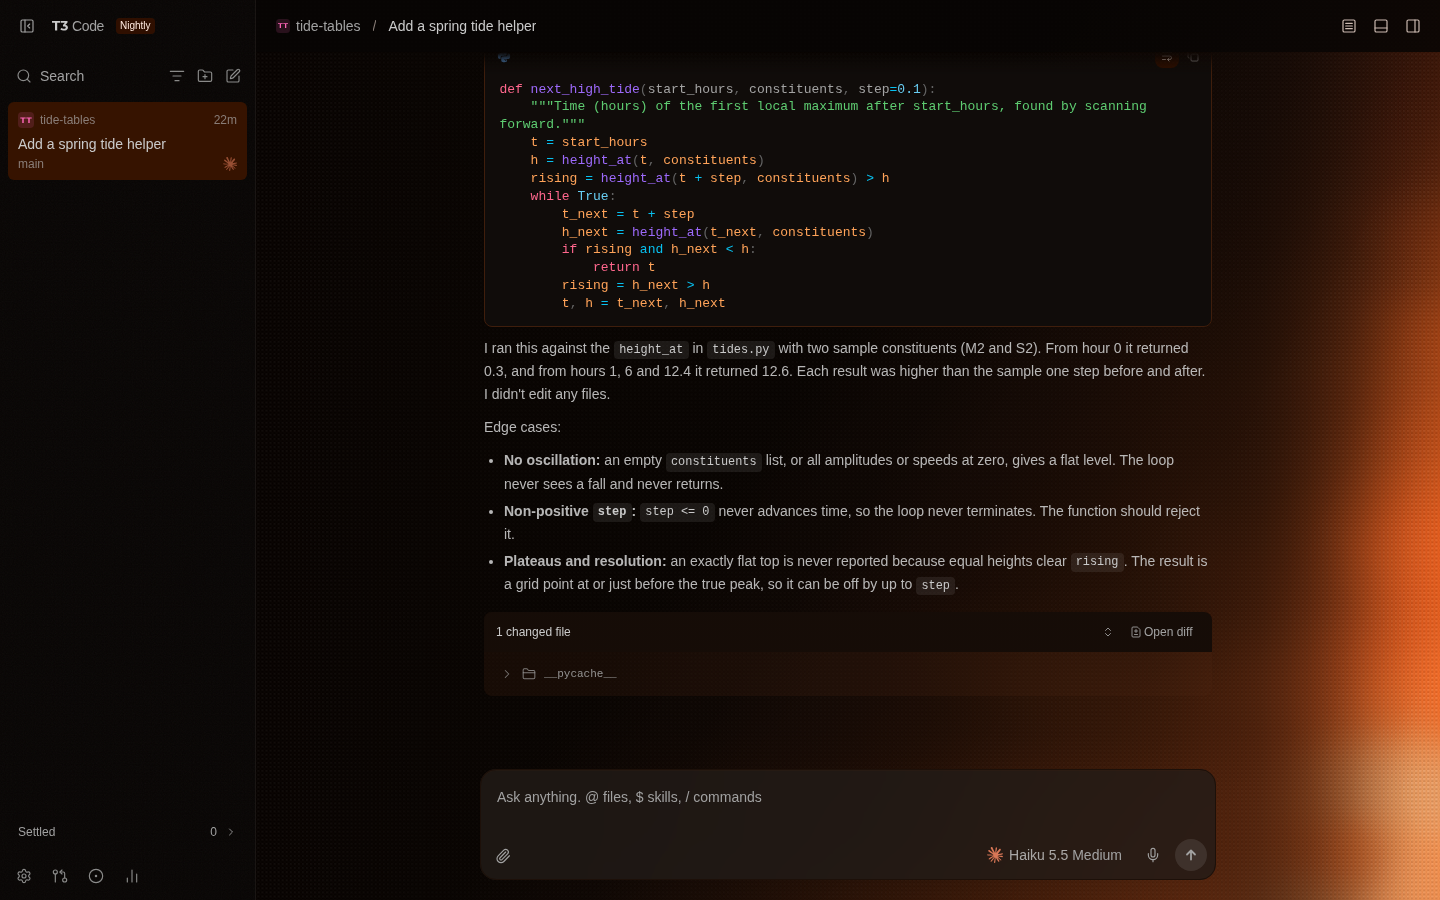 T3 Code Nightly
TT tide-tables / Add a spring tide helper
Search
TT tide-tables 22m
Add a spring tide helper
main
def next_high_tide(start_hours, constituents, step=0.1):
    """Time (hours) of the first local maximum after start_hours, found by scanning
forward."""
    t = start_hours
    h = height_at(t, constituents)
    rising = height_at(t + step, constituents) > h
    while True:
        t_next = t + step
        h_next = height_at(t_next, constituents)
        if rising and h_next < h:
            return t
        rising = h_next > h
        t, h = t_next, h_next
I ran this against the height_at in tides.py with two sample constituents (M2 and S2). From hour 0 it returned
0.3, and from hours 1, 6 and 12.4 it returned 12.6. Each result was higher than the sample one step before and after.
I didn't edit any files.
Edge cases:
• No oscillation: an empty constituents list, or all amplitudes or speeds at zero, gives a flat level. The loop
never sees a fall and never returns.
• Non-positive step: step <= 0 never advances time, so the loop never terminates. The function should reject
it.
• Plateaus and resolution: an exactly flat top is never reported because equal heights clear rising. The result is
a grid point at or just before the true peak, so it can be off by up to step.
1 changed file Open diff
__pycache__
Ask anything. @ files, $ skills, / commands
Haiku 5.5 Medium
Settled 0